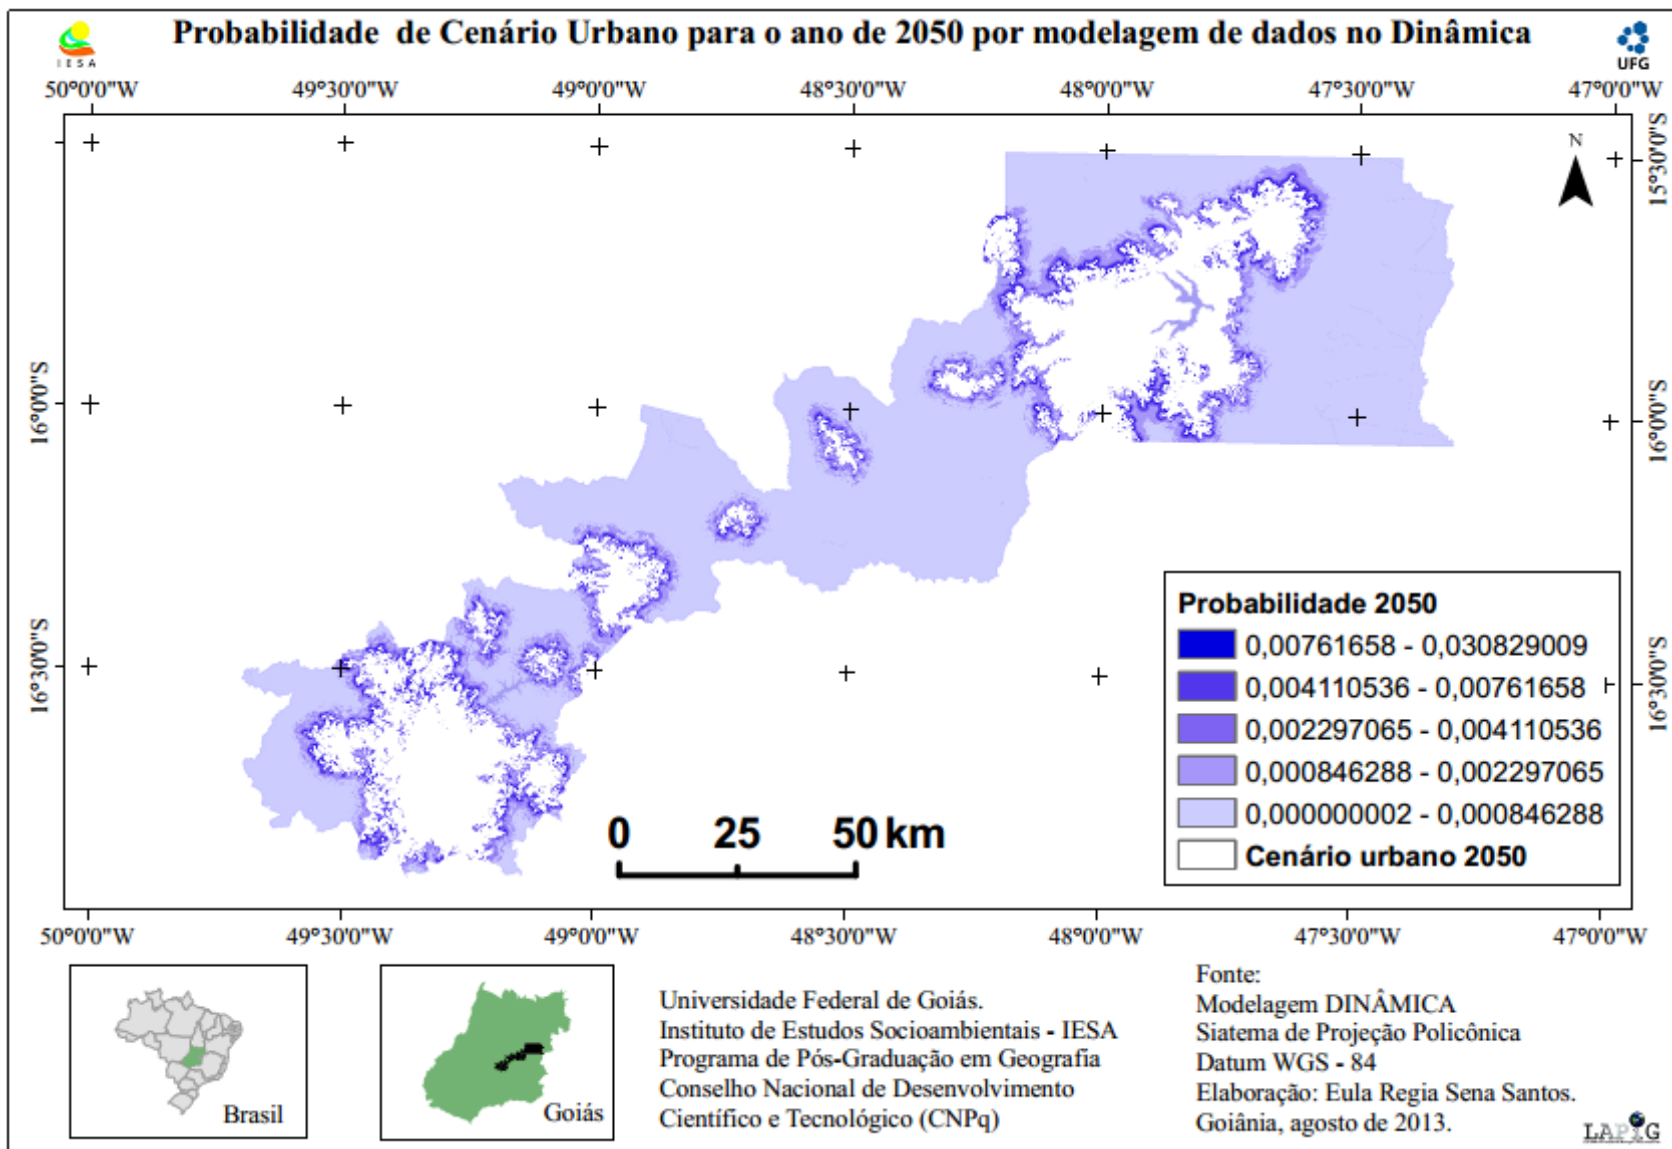 Probabilidade de Cenário Urbano para o ano de 2050 por modelagem de dados no Dinâmica
IESA
UFG
50°0'0"W 49°30'0"W 49°0'0"W 48°30'0"W 48°0'0"W 47°30'0"W 47°0'0"W
N
15°30'0"S
16°0'0"S
16°0'0"S
16°30'0"S
16°30'0"S
Probabilidade 2050
0,00761658 - 0,030829009
0,004110536 - 0,00761658
0,002297065 - 0,004110536
0,000846288 - 0,002297065
0,000000002 - 0,000846288
Cenário urbano 2050
0 25 50 km
50°0'0"W 49°30'0"W 49°0'0"W 48°30'0"W 48°0'0"W 47°30'0"W 47°0'0"W
Brasil
Goiás
Universidade Federal de Goiás.
Instituto de Estudos Socioambientais - IESA
Programa de Pós-Graduação em Geografia
Conselho Nacional de Desenvolvimento
Científico e Tecnológico (CNPq)
Fonte:
Modelagem DINÂMICA
Siatema de Projeção Policônica
Datum WGS - 84
Elaboração: Eula Regia Sena Santos.
Goiânia, agosto de 2013.
LAPIG